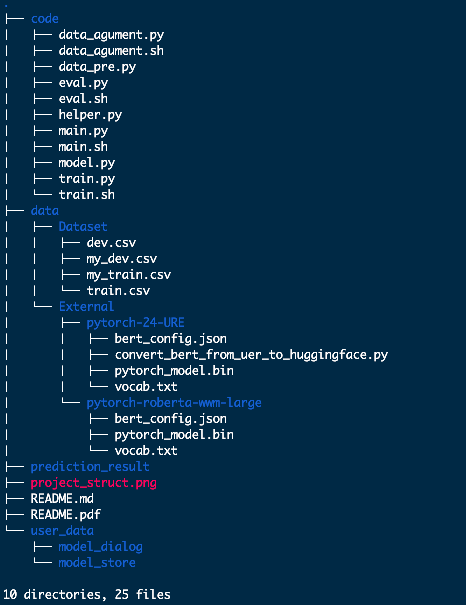 .
├── code
│   ├── data_agument.py
│   ├── data_agument.sh
│   ├── data_pre.py
│   ├── eval.py
│   ├── eval.sh
│   ├── helper.py
│   ├── main.py
│   ├── main.sh
│   ├── model.py
│   ├── train.py
│   └── train.sh
├── data
│   ├── Dataset
│   │   ├── dev.csv
│   │   ├── my_dev.csv
│   │   ├── my_train.csv
│   │   └── train.csv
│   └── External
│       ├── pytorch-24-URE
│       │   ├── bert_config.json
│       │   ├── convert_bert_from_uer_to_huggingface.py
│       │   ├── pytorch_model.bin
│       │   └── vocab.txt
│       └── pytorch-roberta-wwm-large
│           ├── bert_config.json
│           ├── pytorch_model.bin
│           └── vocab.txt
├── prediction_result
├── project_struct.png
├── README.md
├── README.pdf
└── user_data
    ├── model_dialog
    └── model_store
10 directories, 25 files